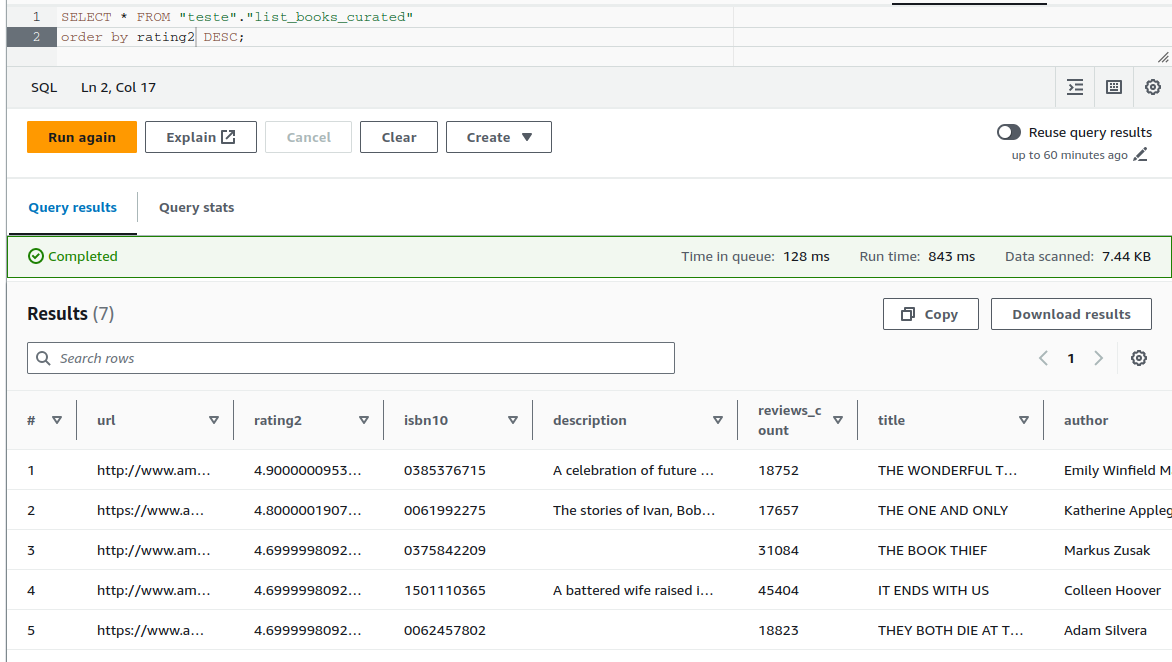 1 SELECT * FROM "teste"."list_books_curated"
2 order by rating2 DESC;
SQL Ln 2, Col 17
Run again Explain Cancel Clear Create Reuse query results
up to 60 minutes ago
Query results Query stats
Completed Time in queue: 128 ms Run time: 843 ms Data scanned: 7.44 KB
Results (7) Copy Download results
Search rows 1
# url rating2 isbn10 description reviews_c title author
ount
1 http://www.am... 4.9000000953... 0385376715 A celebration of future ... 18752 THE WONDERFUL T... Emily Winfield M
2 https://www.a... 4.8000001907... 0061992275 The stories of Ivan, Bob... 17657 THE ONE AND ONLY Katherine Appleg
3 http://www.am... 4.6999998092... 0375842209 31084 THE BOOK THIEF Markus Zusak
4 http://www.am... 4.6999998092... 1501110365 A battered wife raised i... 45404 IT ENDS WITH US Colleen Hoover
5 https://www.a... 4.6999998092... 0062457802 18823 THEY BOTH DIE AT T... Adam Silvera